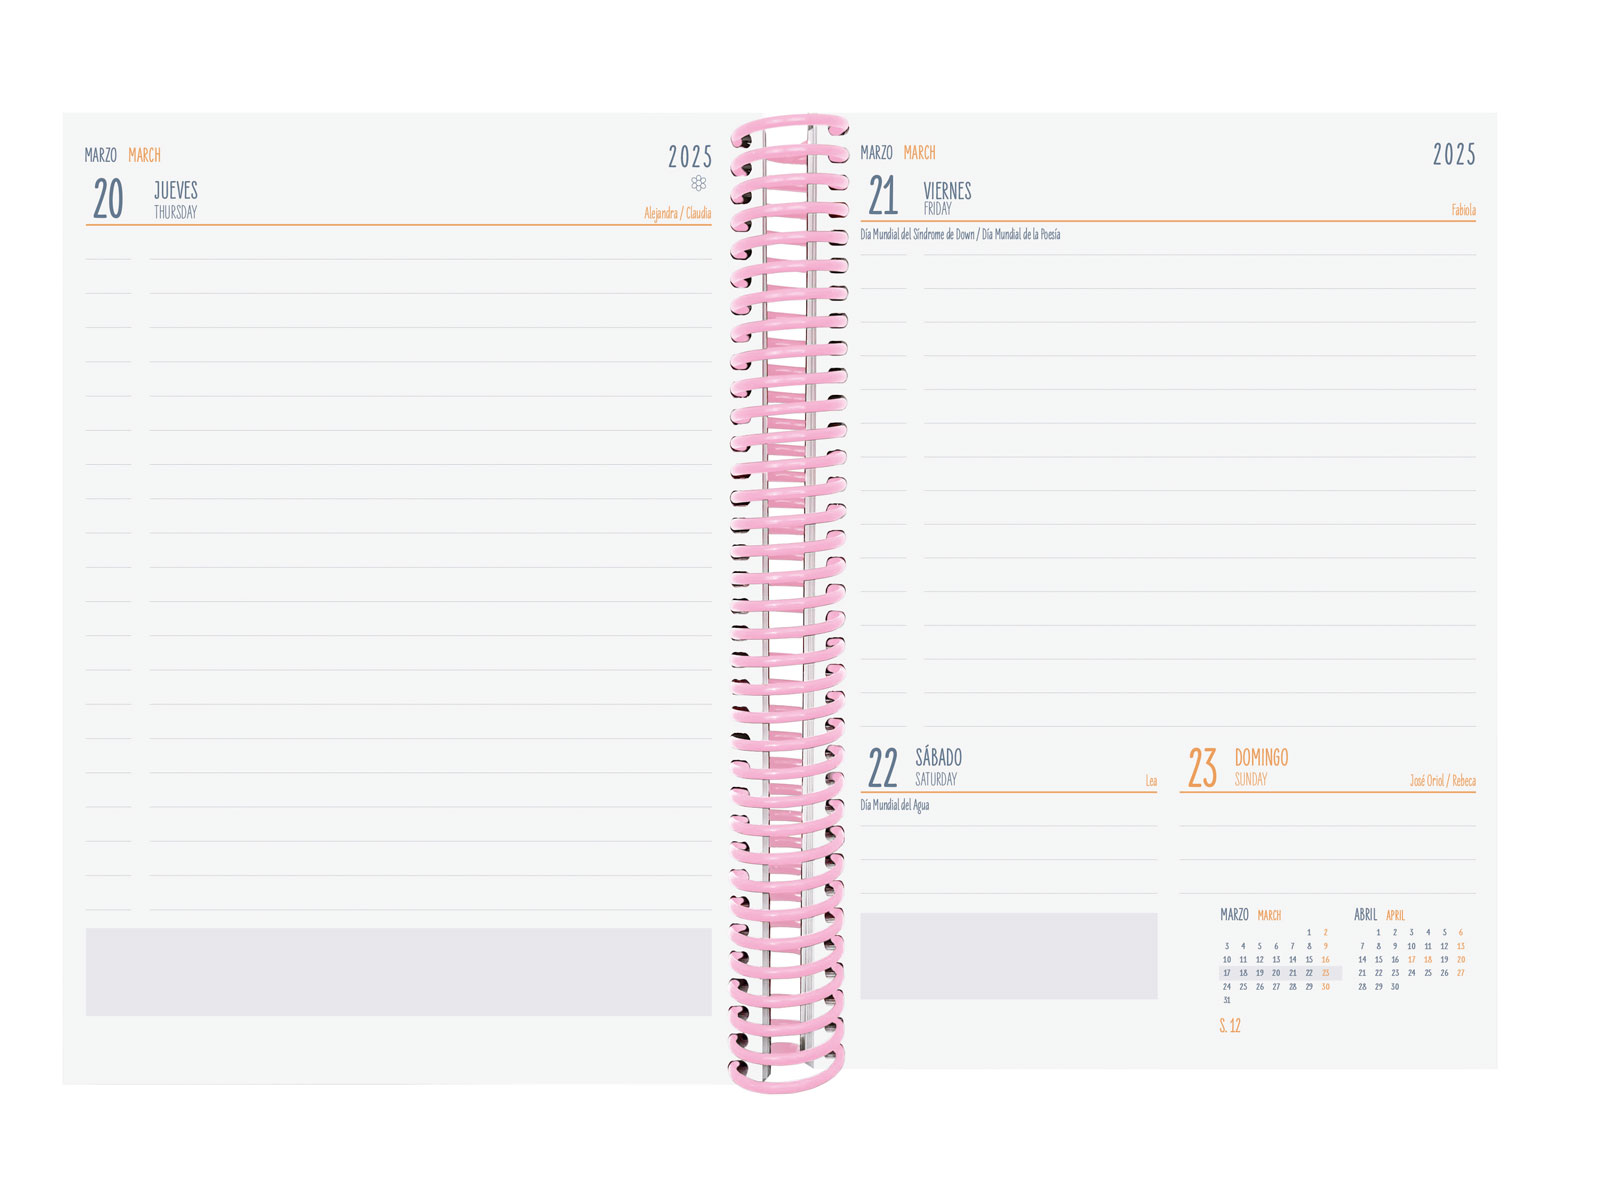 MARZO MARCH 2025
20 JUEVES
THURSDAY
Alejandra / Claudia
MARZO MARCH 2025
21 VIERNES
FRIDAY
Fabiola
Día Mundial del Síndrome de Down / Día Mundial de la Poesía
22 SÁBADO
SATURDAY
Lea
Día Mundial del Agua
23 DOMINGO
SUNDAY
José Oriol / Rebeca
MARZO MARCH
1 2
3 4 5 6 7 8 9
10 11 12 13 14 15 16
17 18 19 20 21 22 23
24 25 26 27 28 29 30
31
S. 12
ABRIL APRIL
1 2 3 4 5 6
7 8 9 10 11 12 13
14 15 16 17 18 19 20
21 22 23 24 25 26 27
28 29 30